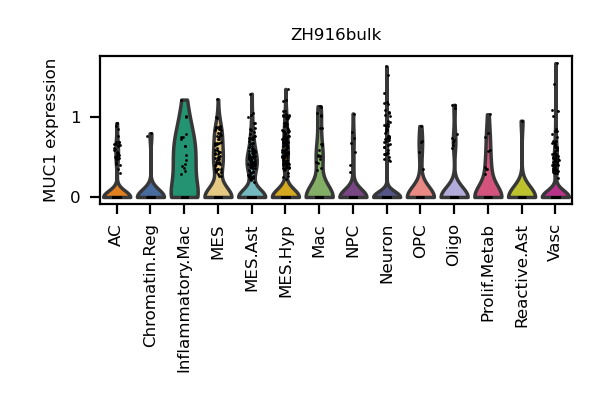 ZH916bulk
MUC1 expression
1
0
AC
Chromatin.Reg
Inflammatory.Mac
MES
MES.Ast
MES.Hyp
Mac
NPC
Neuron
OPC
Oligo
Prolif.Metab
Reactive.Ast
Vasc